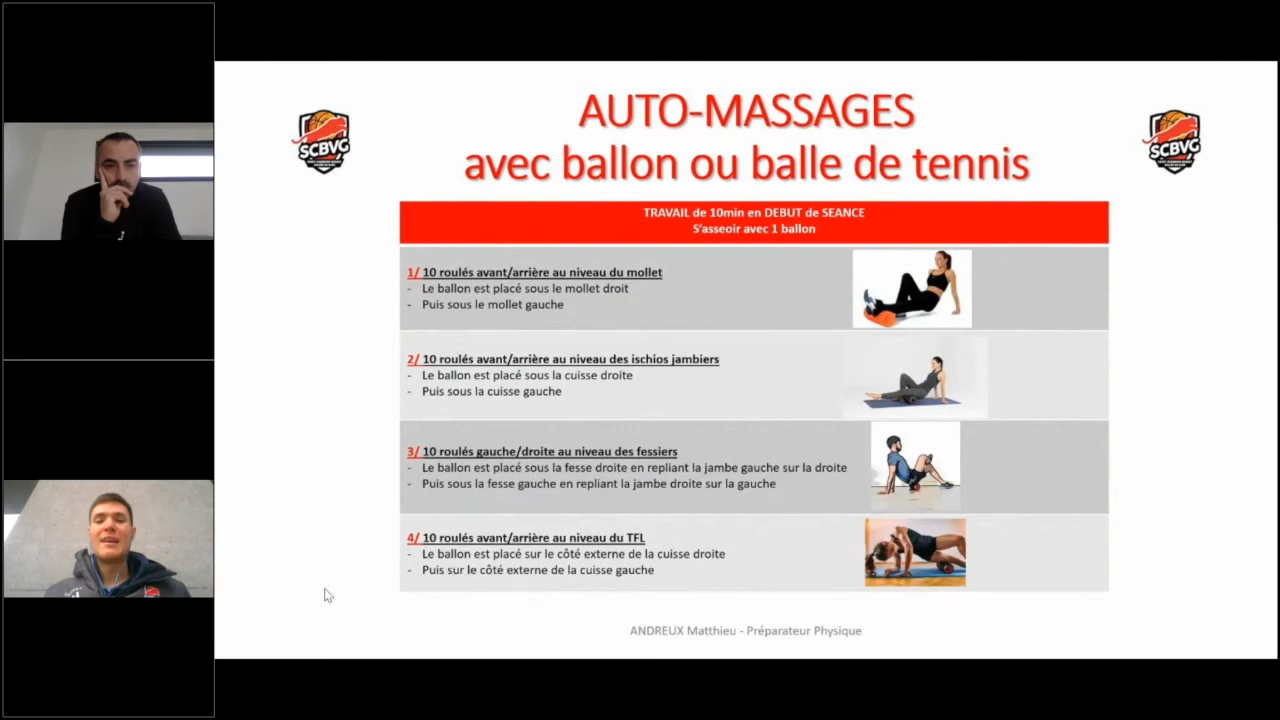 AUTO-MASSAGES
avec ballon ou balle de tennis
SCBVG
SCBVG
TRAVAIL de 10min en DEBUT de SEANCE
S'asseoir avec 1 ballon
1/ 10 roulés avant/arrière au niveau du mollet
- Le ballon est placé sous le mollet droit
- Puis sous le mollet gauche
2/ 10 roulés avant/arrière au niveau des ischios jambiers
- Le ballon est placé sous la cuisse droite
- Puis sous la cuisse gauche
3/ 10 roulés gauche/droite au niveau des fessiers
- Le ballon est placé sous la fesse droite en repliant la jambe gauche sur la droite
- Puis sous la fesse gauche en repliant la jambe droite sur la gauche
4/ 10 roulés avant/arrière au niveau du TFL
- Le ballon est placé sur le côté externe de la cuisse droite
- Puis sur le côté externe de la cuisse gauche
ANDREUX Matthieu - Préparateur Physique